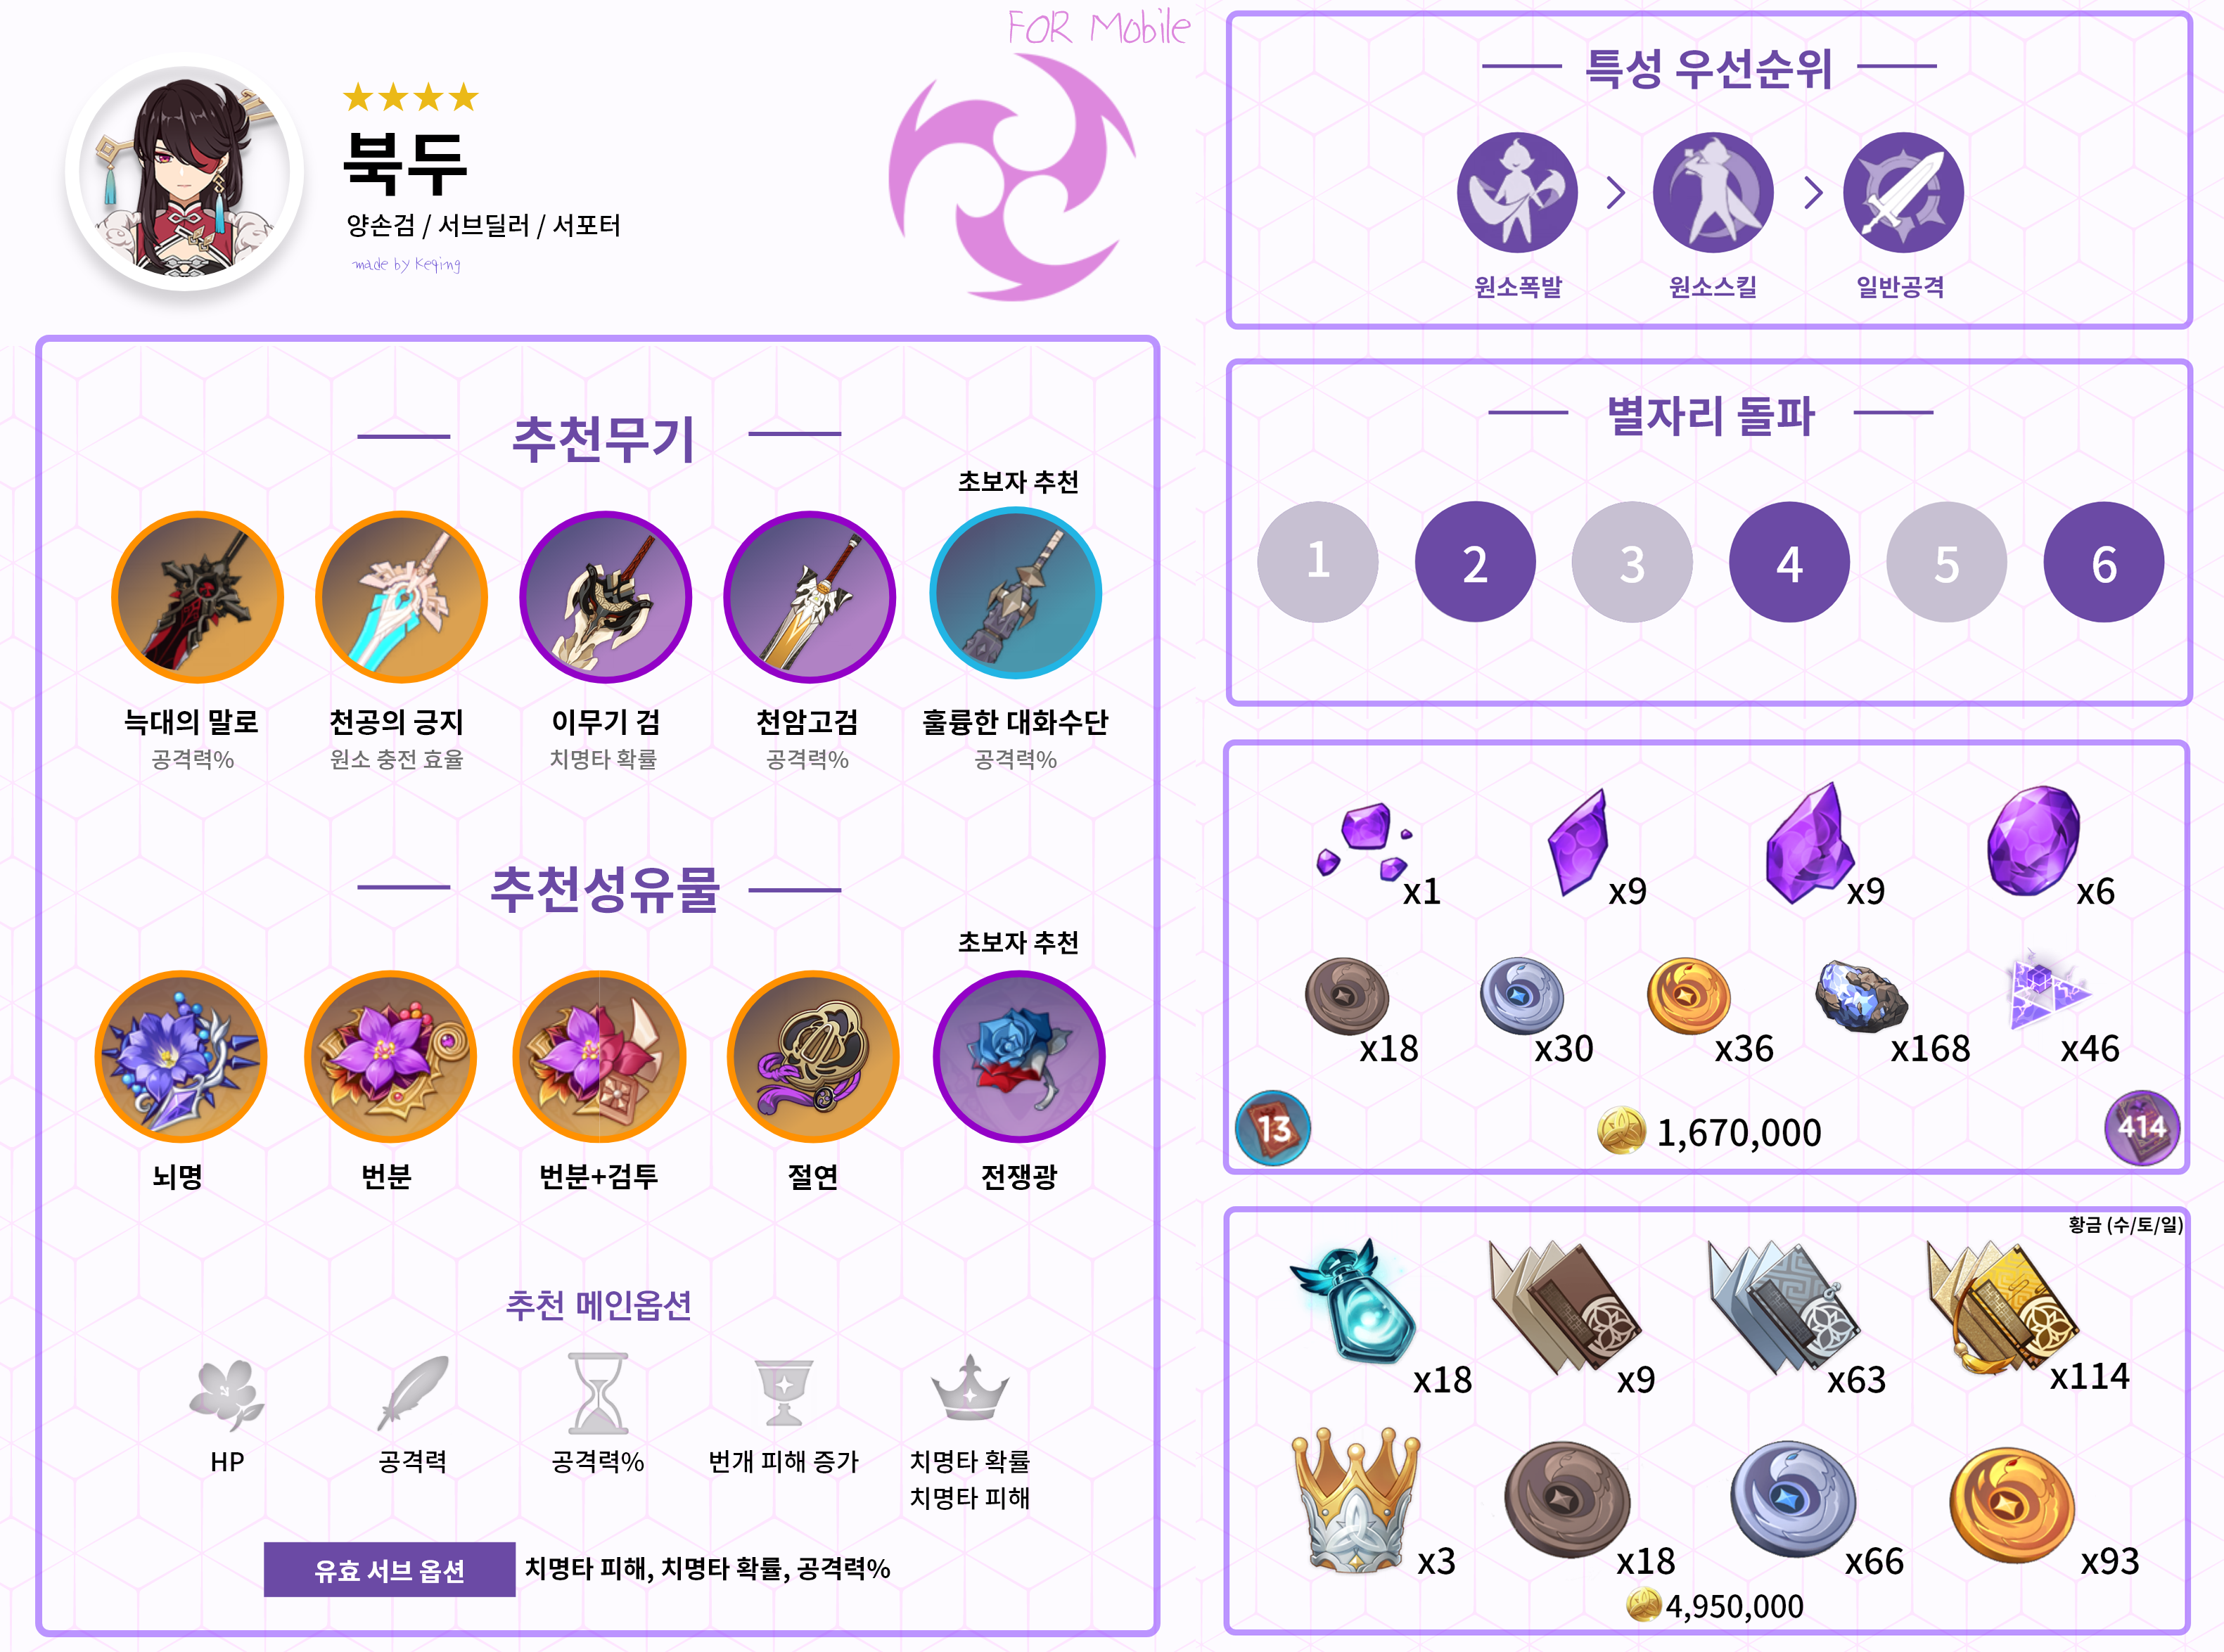 FOR Mobile
북두
양손검 / 서브딜러 / 서포터
made by Keqing
추천무기
초보자 추천
늑대의 말로
공격력%
천공의 긍지
원소 충전 효율
이무기 검
치명타 확률
천암고검
공격력%
훌륭한 대화수단
공격력%
추천성유물
초보자 추천
뇌명
번분
번분+검투
절연
전쟁광
추천 메인옵션
HP
공격력
공격력%
번개 피해 증가
치명타 확률
치명타 피해
유효 서브 옵션
치명타 피해, 치명타 확률, 공격력%
특성 우선순위
원소폭발
>
원소스킬
>
일반공격
별자리 돌파
1
2
3
4
5
6
x1
x9
x9
x6
x18
x30
x36
x168
x46
13
1,670,000
414
황금 (수/토/일)
x18
x9
x63
x114
x3
x18
x66
x93
4,950,000